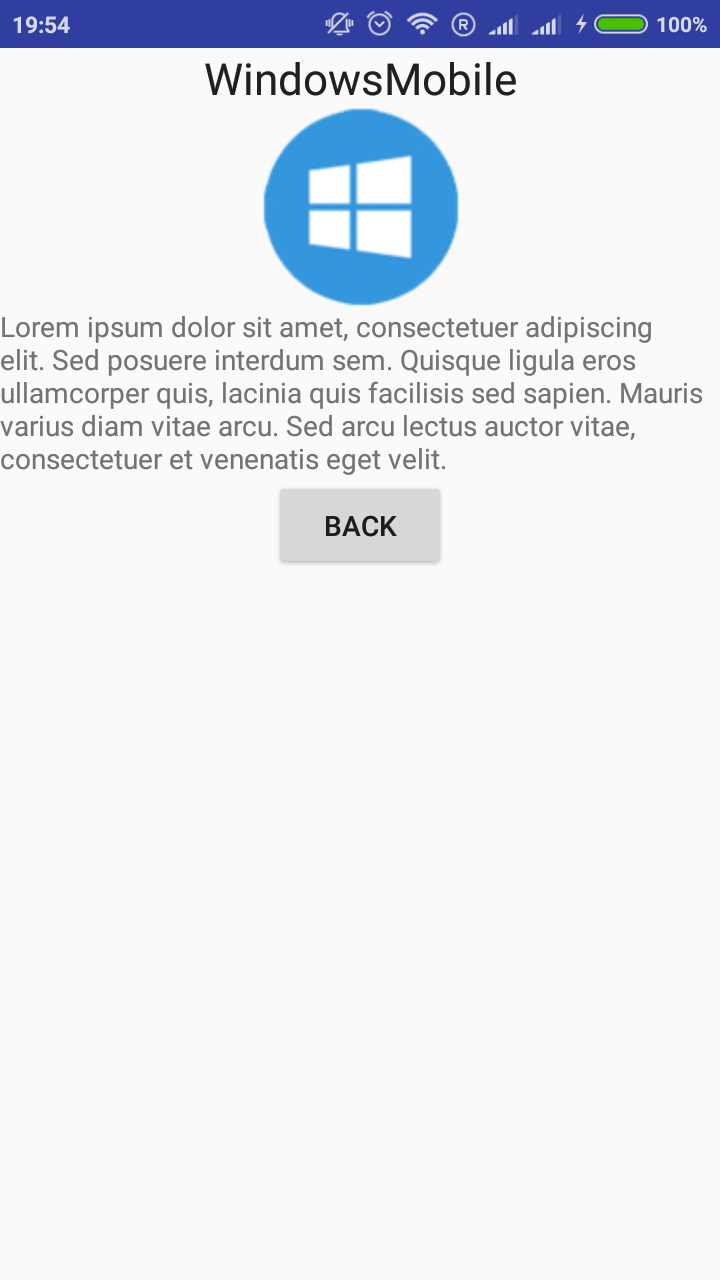 19:54
R
100%
WindowsMobile
Lorem ipsum dolor sit amet, consectetuer adipiscing
elit. Sed posuere interdum sem. Quisque ligula eros
ullamcorper quis, lacinia quis facilisis sed sapien. Mauris
varius diam vitae arcu. Sed arcu lectus auctor vitae,
consectetuer et venenatis eget velit.
BACK